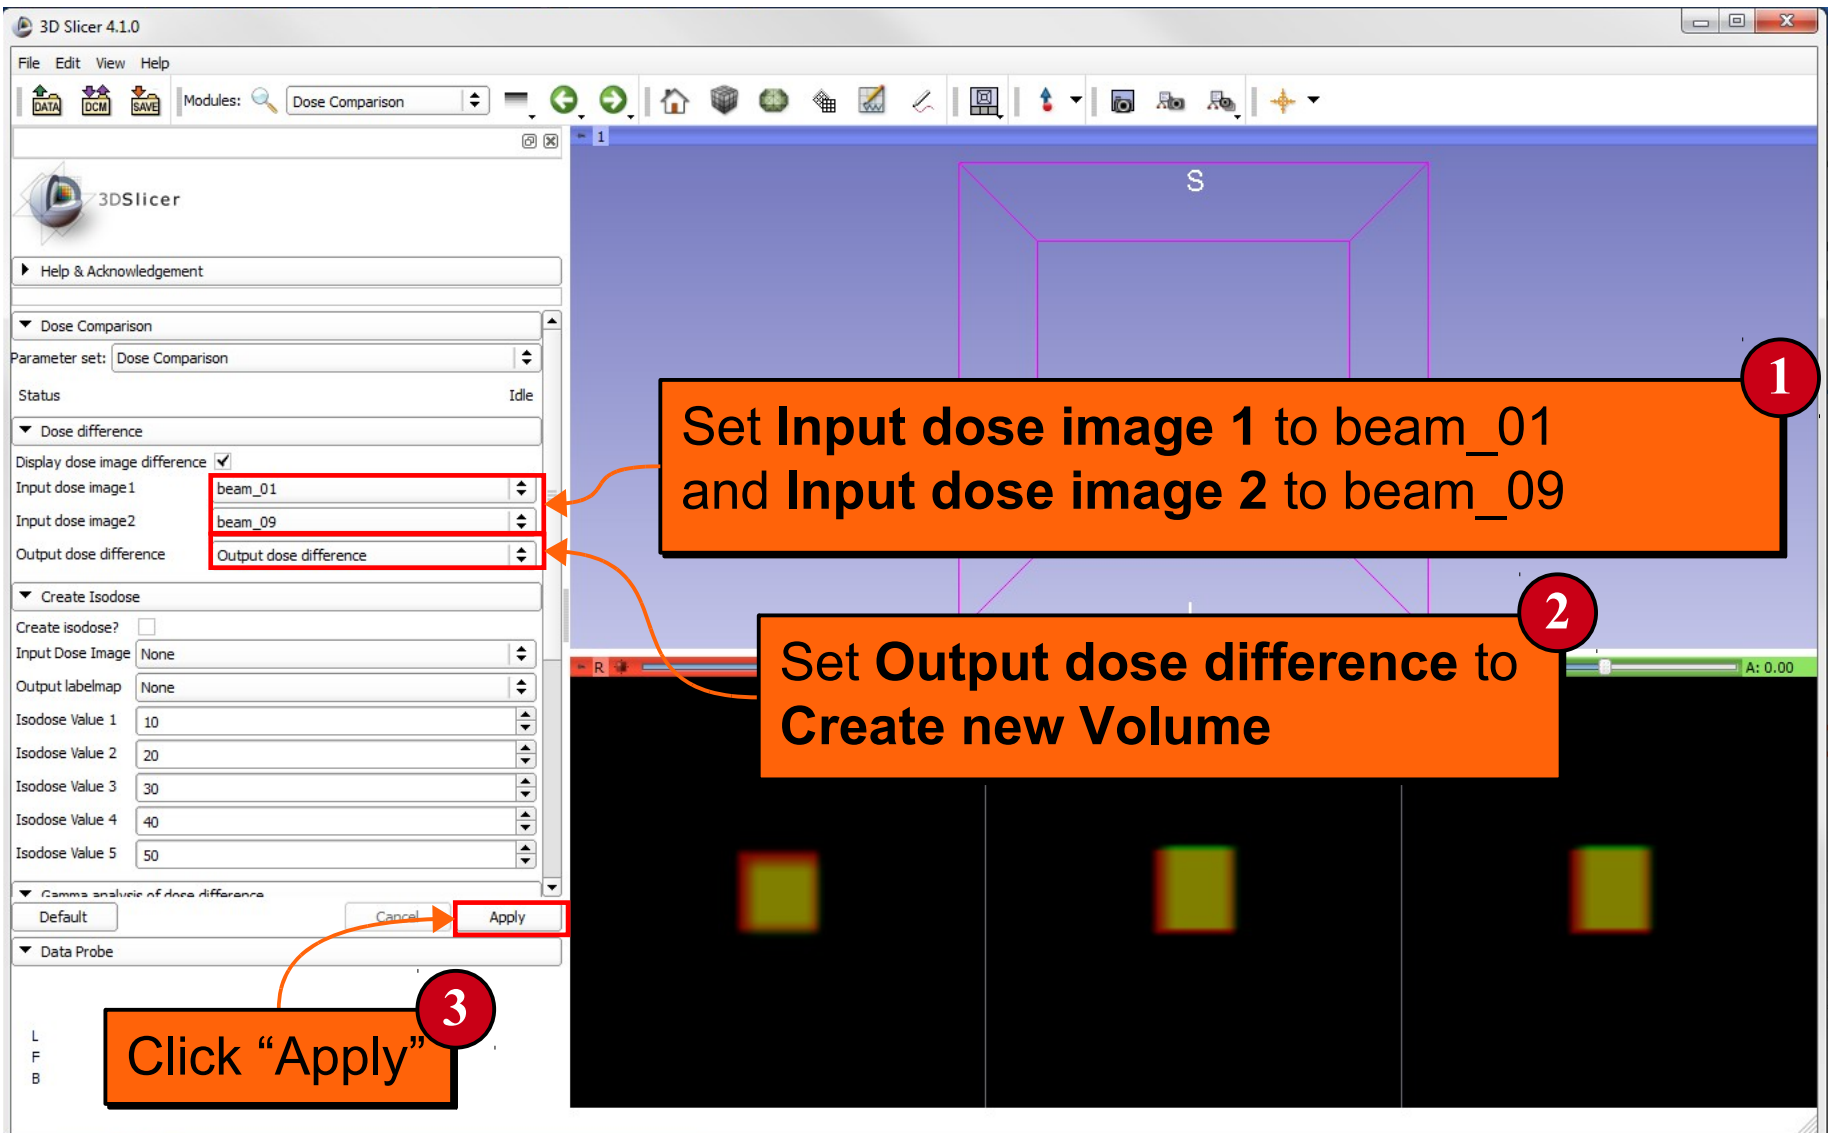 3D Slicer 4.1.0
File Edit View Help
DATA DCM SAVE Modules: Dose Comparison
1
3DSlicer
S
Help & Acknowledgement
Dose Comparison
Parameter set: Dose Comparison
Status Idle
Dose difference
Display dose image difference
Input dose image1 beam_01
Input dose image2 beam_09
Output dose difference Output dose difference
1
Set Input dose image 1 to beam_01
and Input dose image 2 to beam_09
Create Isodose
Create isodose?
Input Dose Image None
Output labelmap None
Isodose Value 1 10
Isodose Value 2 20
Isodose Value 3 30
Isodose Value 4 40
Isodose Value 5 50
2
Set Output dose difference to
Create new Volume
R
A: 0.00
Gamma analysis of dose difference
Default Cancel Apply
Data Probe
3
Click “Apply”
L
F
B